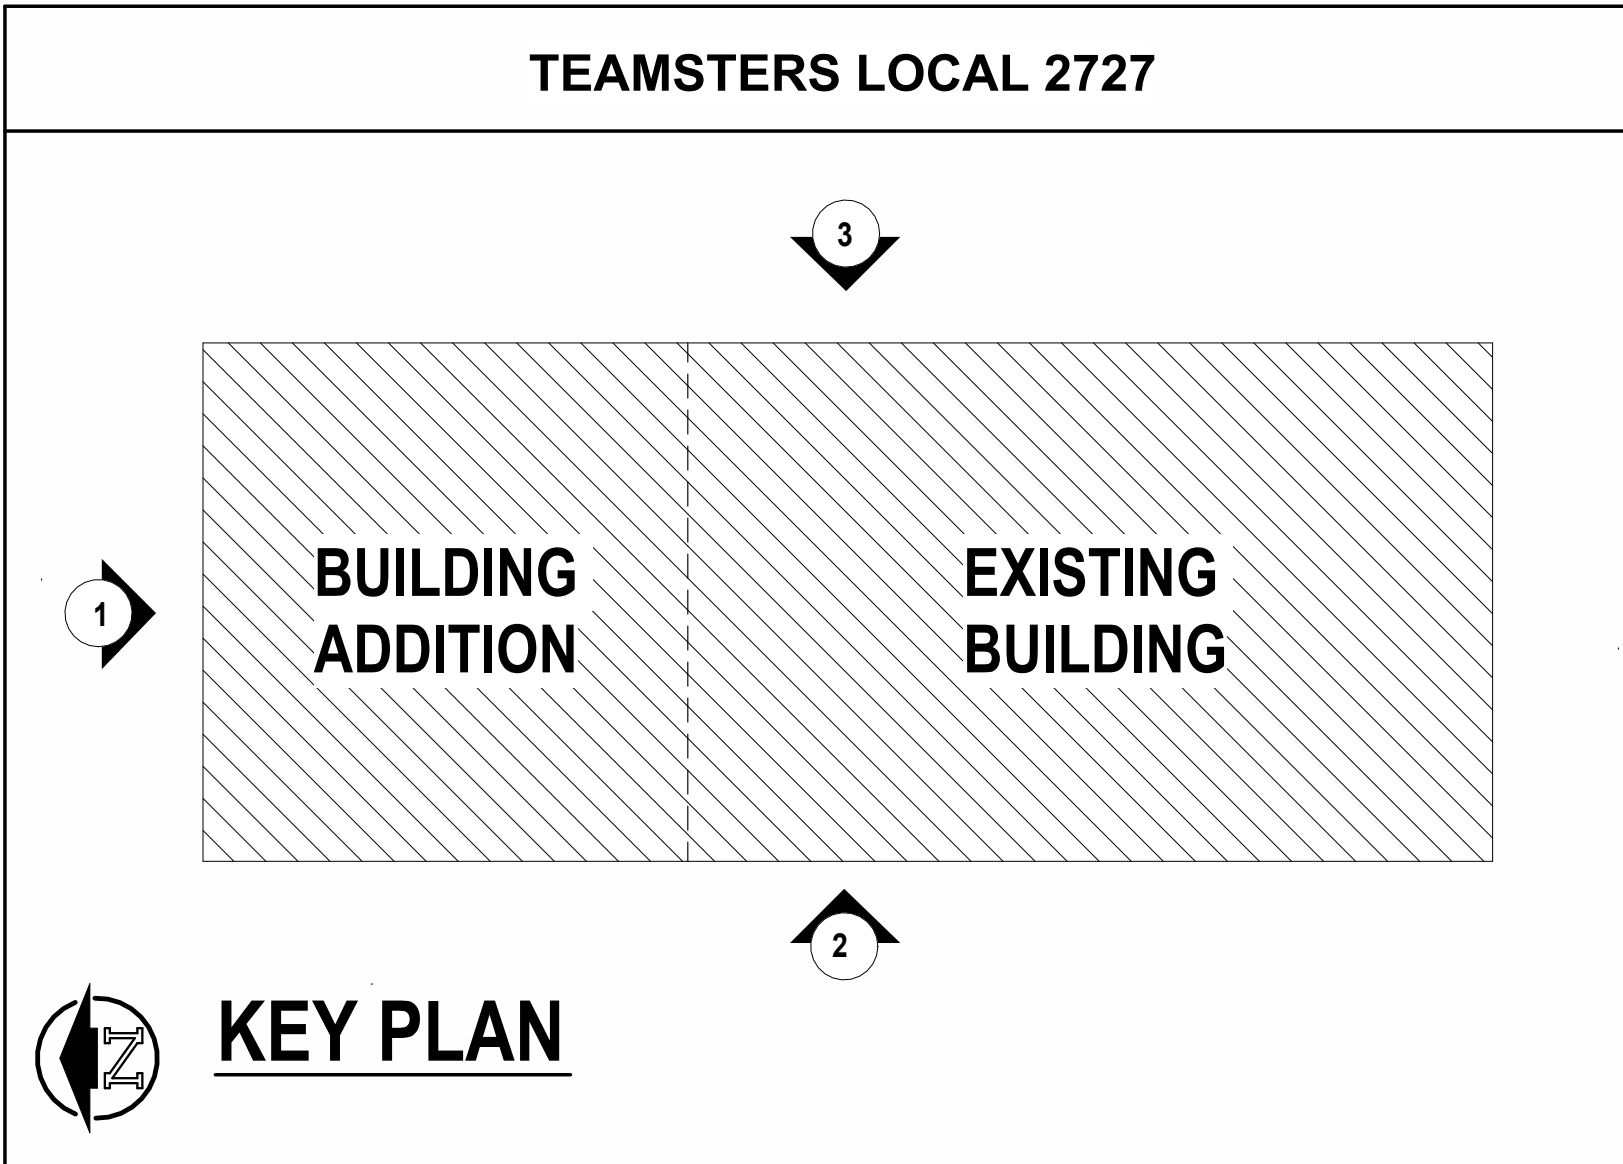 TEAMSTERS LOCAL 2727
3
BUILDING
ADDITION
EXISTING
BUILDING
1
2
N
KEY PLAN